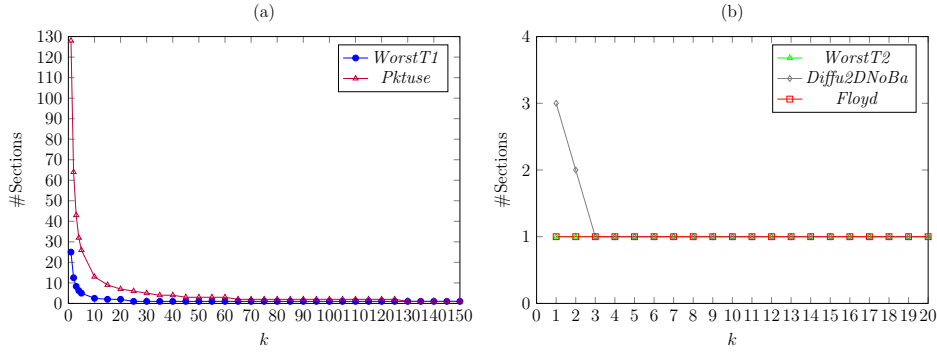 (a)
(b)
130
120
110
100
90
80
70
60
50
40
30
20
10
0
#Sections
0 10 20 30 40 50 60 70 80 90 100 110 120 130 140 150
k
WorstT1
Pktuse
4
3
2
1
0
#Sections
0 1 2 3 4 5 6 7 8 9 10 11 12 13 14 15 16 17 18 19 20
k
WorstT2
Diffu2DNoBa
Floyd